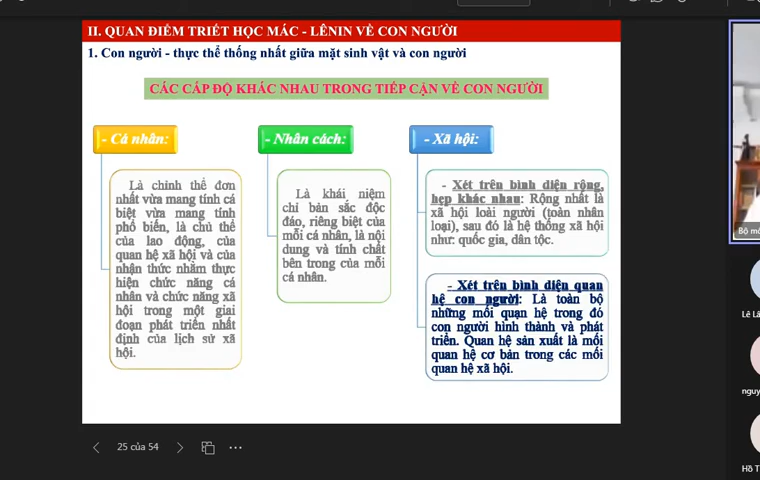 II. QUAN ĐIỂM TRIẾT HỌC MÁC - LÊNIN VỀ CON NGƯỜI
1. Con người - thực thể thống nhất giữa mặt sinh vật và con người
CÁC CẤP ĐỘ KHÁC NHAU TRONG TIẾP CẬN VỀ CON NGƯỜI
- Cá nhân:
Là chỉnh thể đơn
nhất vừa mang tính cá
biệt vừa mang tính
phổ biến, là chủ thể
của lao động, của
quan hệ xã hội và của
nhận thức nhằm thực
hiện chức năng cá
nhân và chức năng xã
hội trong một giai
đoạn phát triển nhất
định của lịch sử xã
hội.
- Nhân cách:
Là khái niệm
chỉ bản sắc độc
đáo, riêng biệt của
mỗi cá nhân, là nội
dung và tính chất
bên trong của mỗi
cá nhân.
- Xã hội:
- Xét trên bình diện rộng,
hẹp khác nhau: Rộng nhất là
xã hội loài người (toàn nhân
loại), sau đó là hệ thống xã hội
như: quốc gia, dân tộc.
- Xét trên bình diện quan
hệ con người: Là toàn bộ
những mối quan hệ trong đó
con người hình thành và phát
triển. Quan hệ sản xuất là mối
quan hệ cơ bản trong các mối
quan hệ xã hội.
25 của 54
Bộ mô
Lê Lâ
nguy
Hồ T